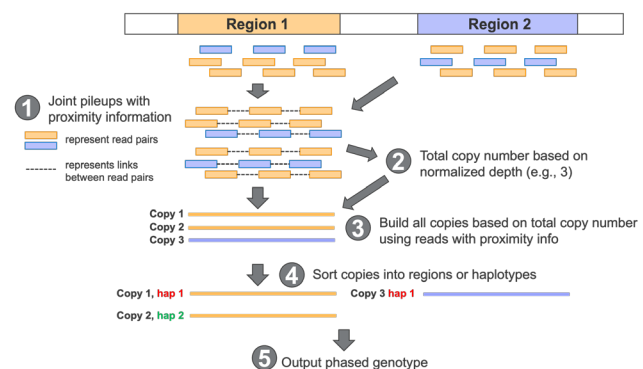 Region 1
Region 2
1
Joint pileups with
proximity information
represent read pairs
represents links
between read pairs
2
Total copy number based on
normalized depth (e.g., 3)
Copy 1
Copy 2
Copy 3
3
Build all copies based on total copy number
using reads with proximity info
4
Sort copies into regions or haplotypes
Copy 1, hap 1
Copy 3 hap 1
Copy 2, hap 2
5
Output phased genotype